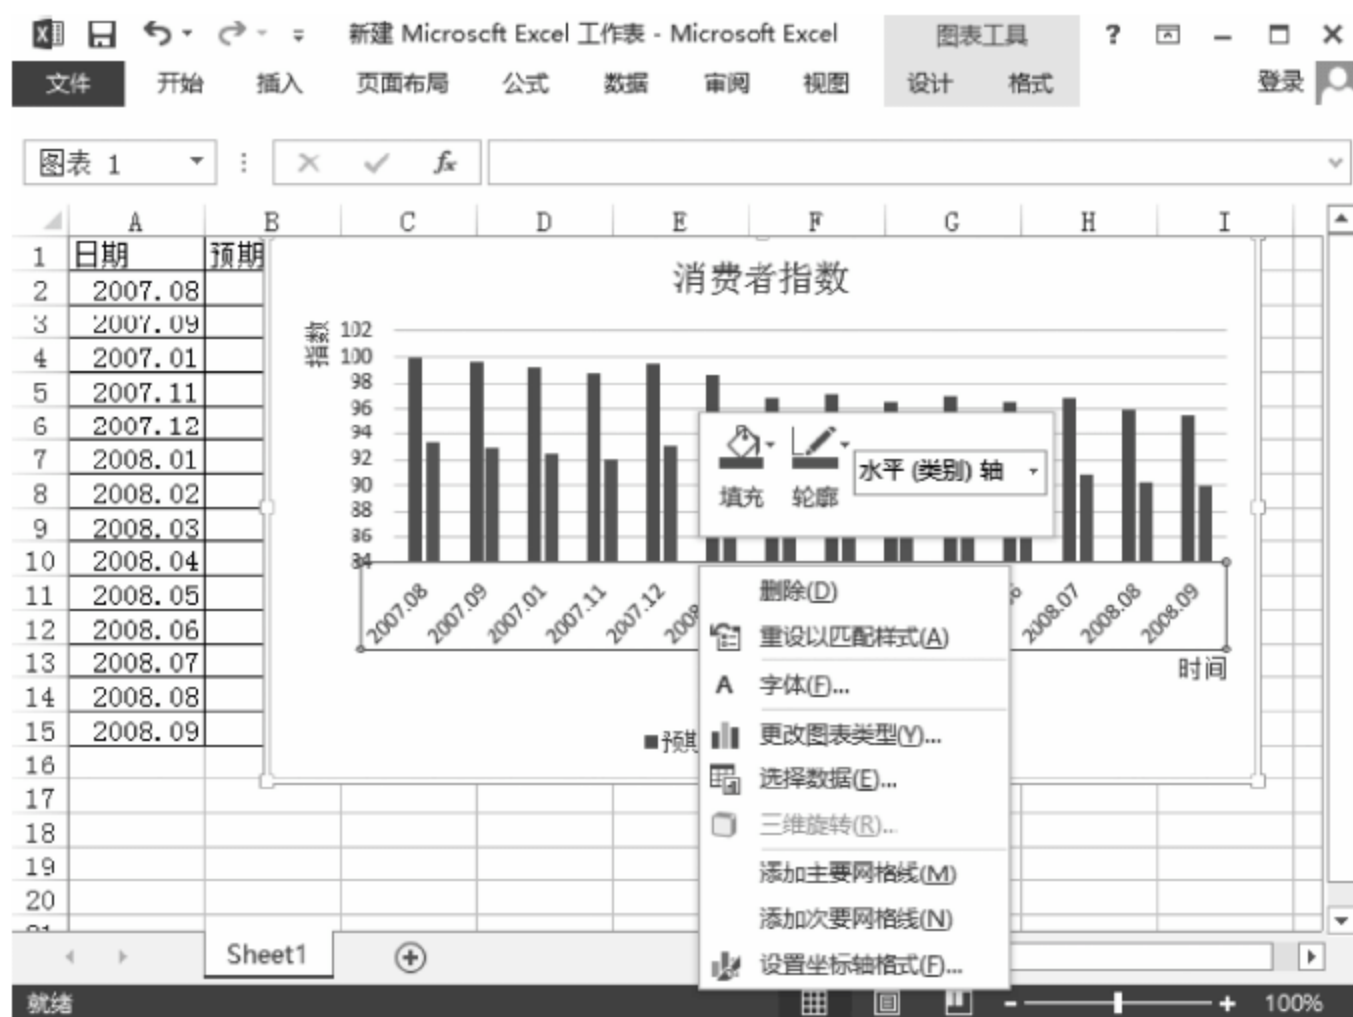 新建 Microsoft Excel 工作表 - Microsoft Excel 图表工具 ?
文件 开始 插入 页面布局 公式 数据 审阅 视图 设计 格式 登录
图表 1 fx
A B C D E F G H I
1 日期 预期
2 2007.08
3 2007.09
4 2007.01
5 2007.11
6 2007.12
7 2008.01
8 2008.02
9 2008.03
10 2008.04
11 2008.05
12 2008.06
13 2008.07
14 2008.08
15 2008.09
16
17
18
19
20
消费者指数
指数
102
100
98
96
94
92
90
88
86
84
2007.08 2007.09 2007.01 2007.11 2007.12 2008.07 2008.08 2008.09
时间
■预期
填充 轮廓 水平 (类别) 轴
删除(D)
重设以匹配样式(A)
A 字体(F)...
更改图表类型(Y)...
选择数据(E)...
三维旋转(R)...
添加主要网格线(M)
添加次要网格线(N)
设置坐标轴格式(F)...
Sheet1
就绪 100%